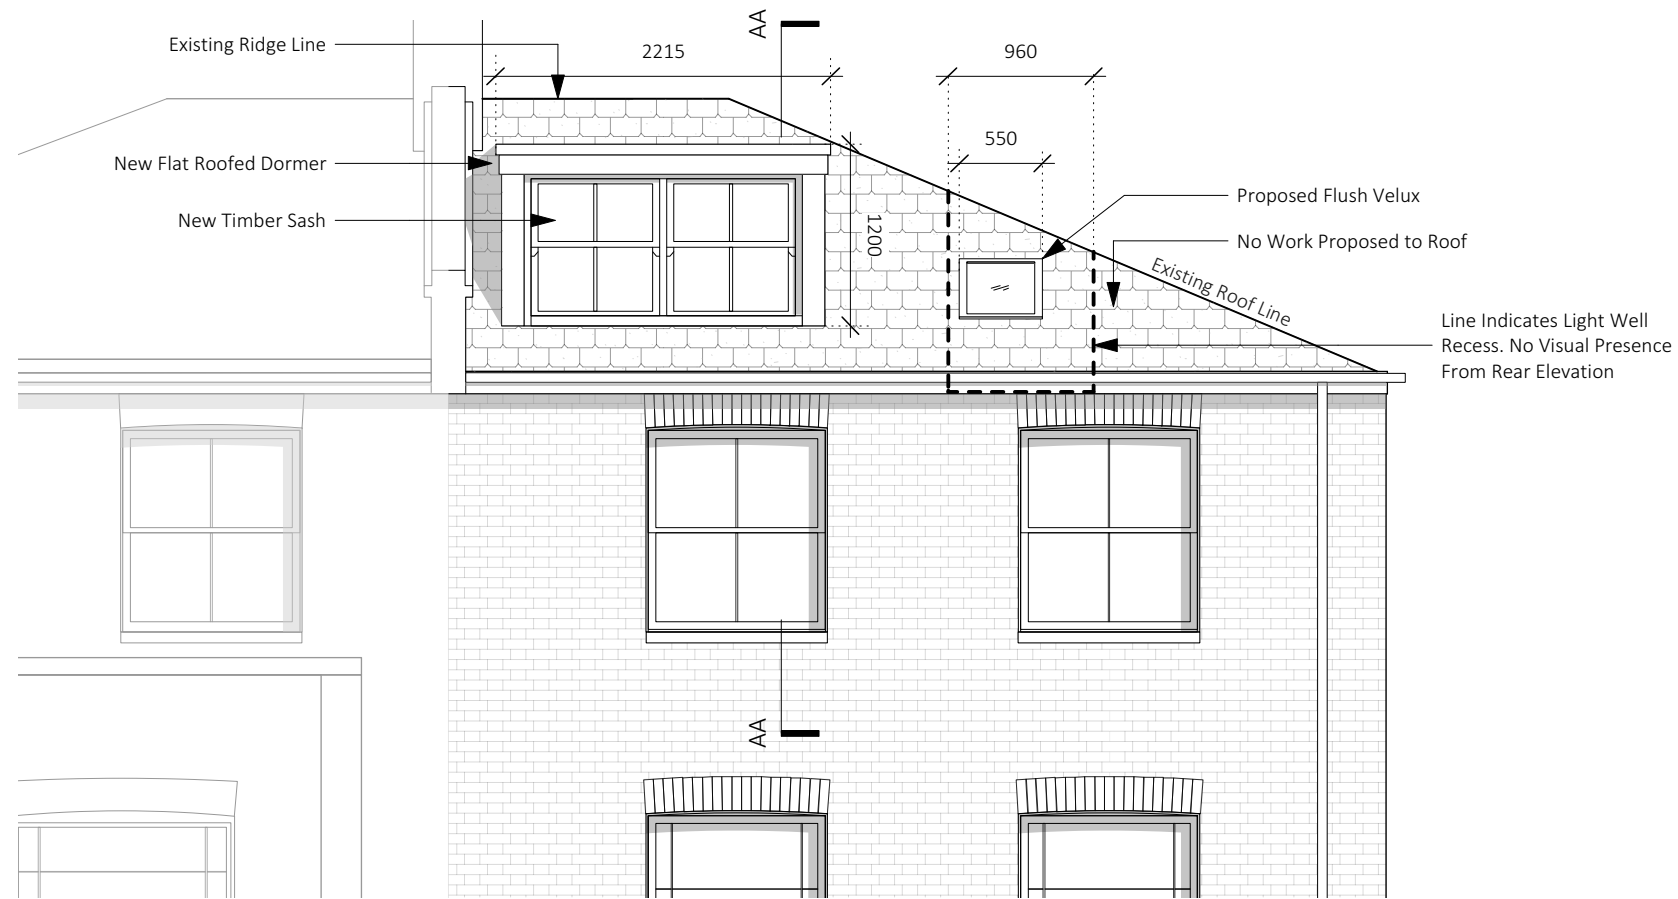 AA
Existing Ridge Line
2215
960
550
New Flat Roofed Dormer
New Timber Sash
1200
Proposed Flush Velux
No Work Proposed to Roof
Existing Roof Line
Line Indicates Light Well
Recess. No Visual Presence
From Rear Elevation
AA